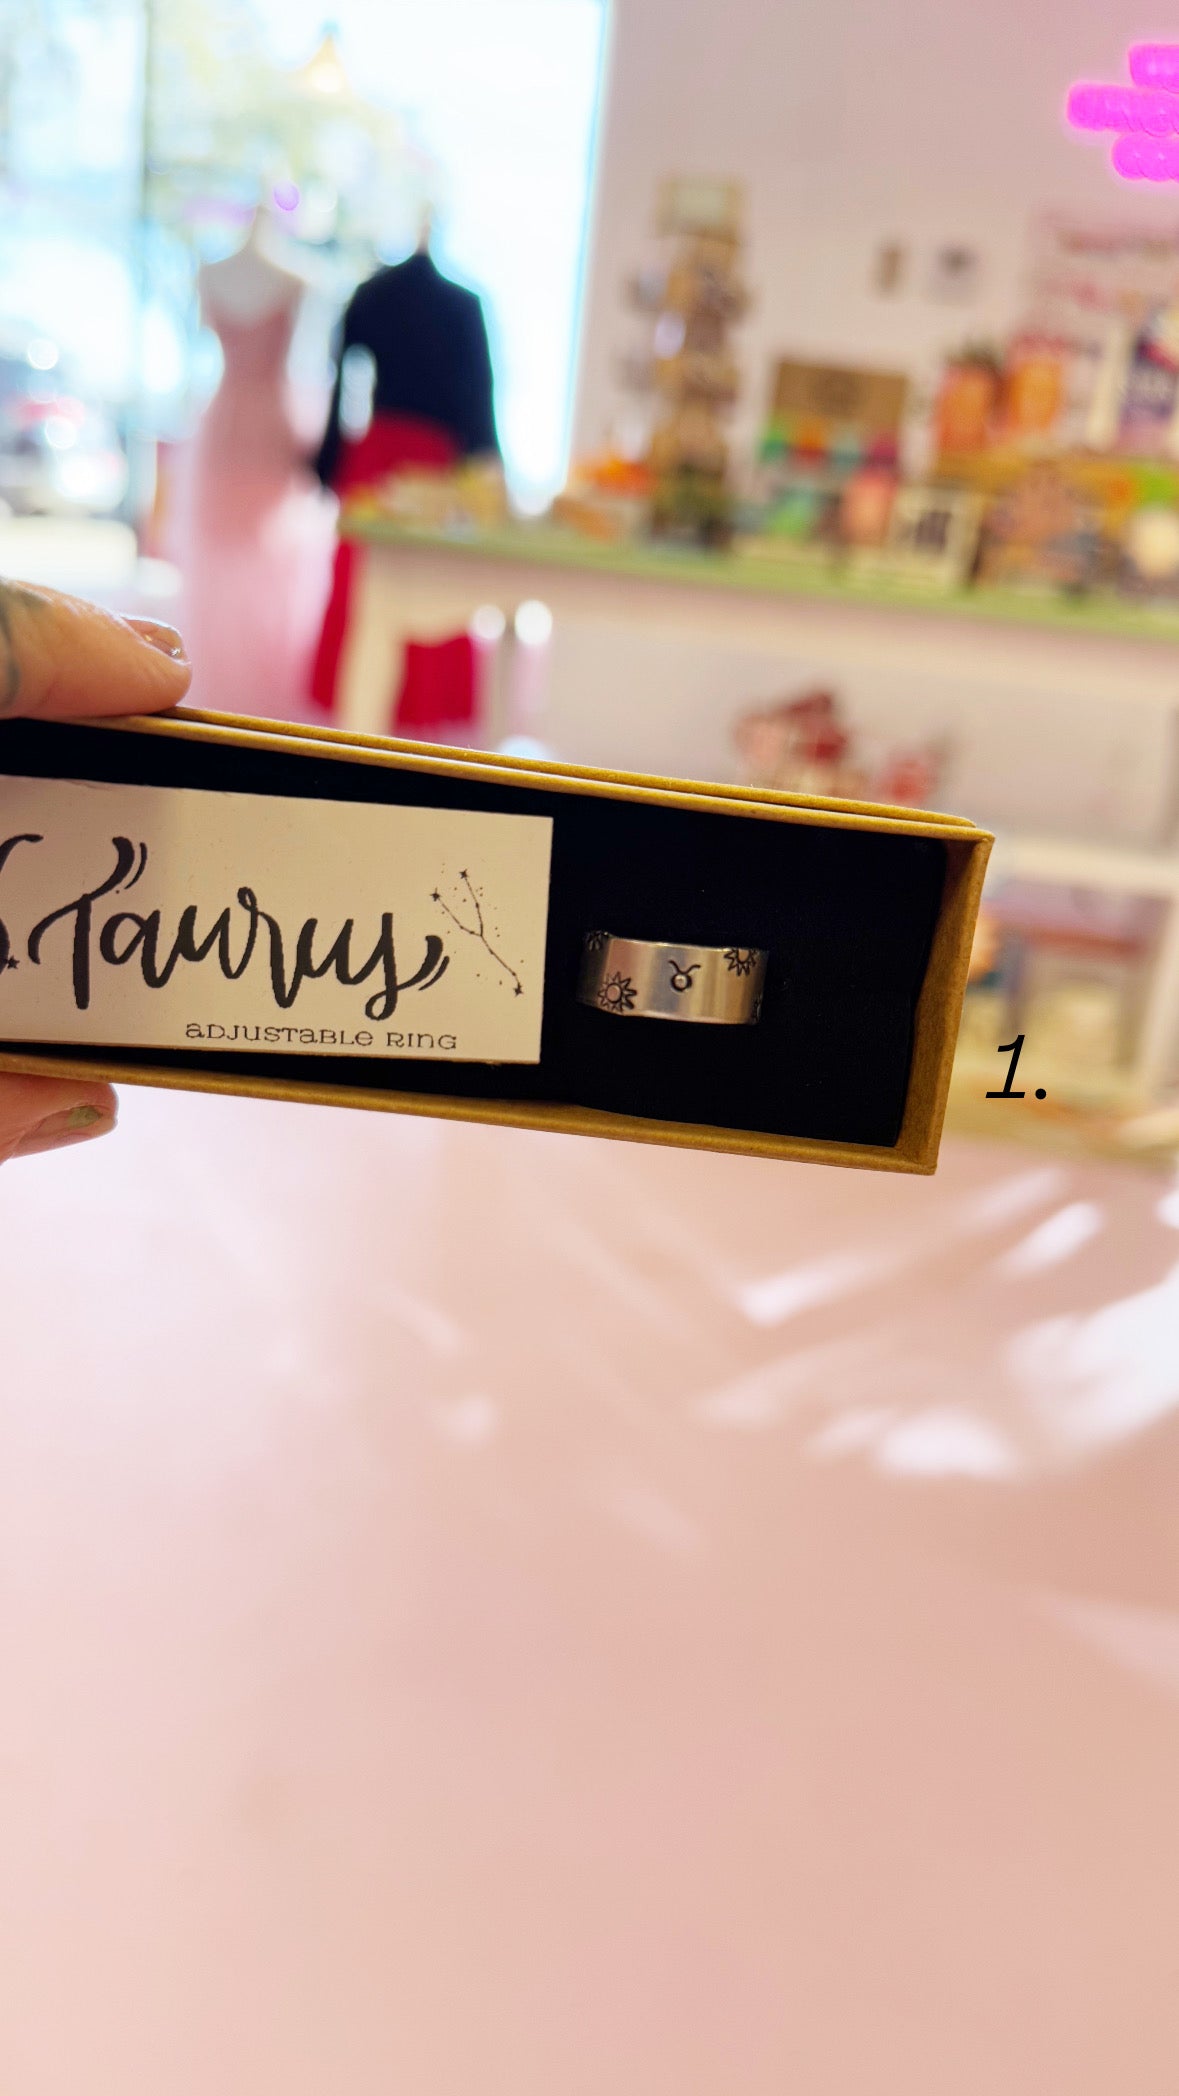 Taurus
ADJUSTABLE RING
1.